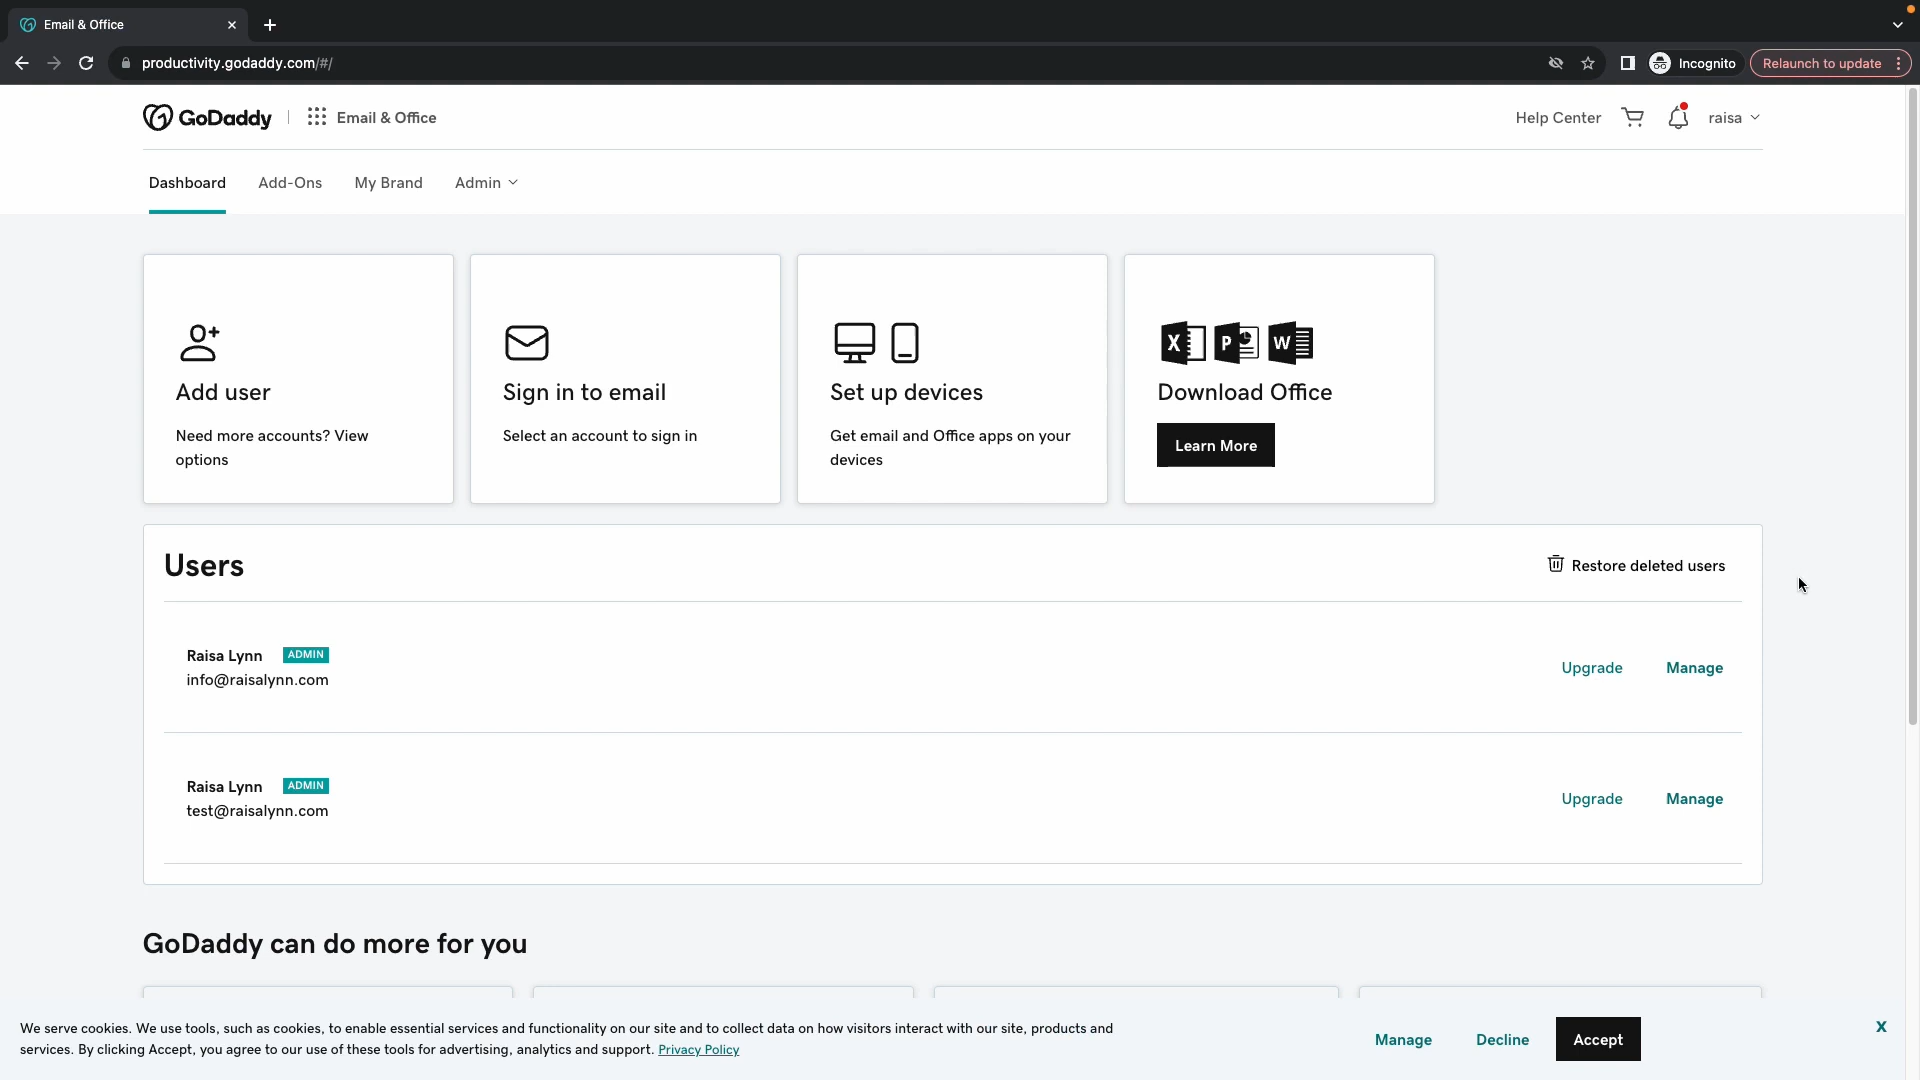 Email & Office
productivity.godaddy.com/#/
Incognito
Relaunch to update
GoDaddy
Email & Office
Help Center
raisa
Dashboard
Add-Ons
My Brand
Admin
Add user
Need more accounts? View
options
Sign in to email
Select an account to sign in
Set up devices
Get email and Office apps on your
devices
X
P
W
Download Office
Learn More
Users
Restore deleted users
Raisa Lynn
ADMIN
info@raisalynn.com
Upgrade
Manage
Raisa Lynn
ADMIN
test@raisalynn.com
Upgrade
Manage
GoDaddy can do more for you
We serve cookies. We use tools, such as cookies, to enable essential services and functionality on our site and to collect data on how visitors interact with our site, products and
services. By clicking Accept, you agree to our use of these tools for advertising, analytics and support. Privacy Policy
Manage
Decline
Accept
X